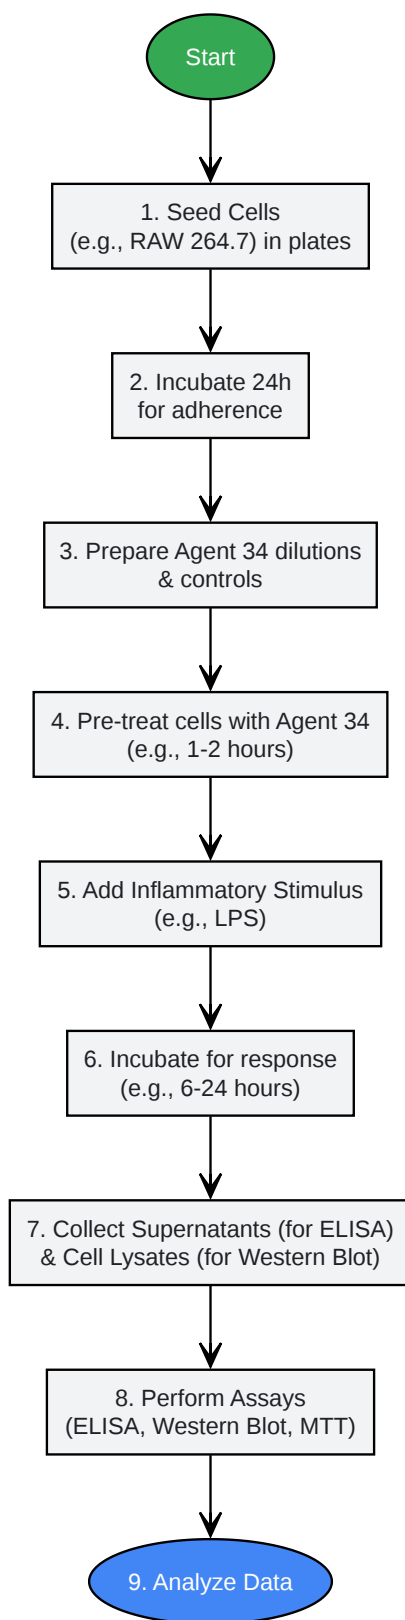 Start
1. Seed Cells
(e.g., RAW 264.7) in plates
2. Incubate 24h
for adherence
3. Prepare Agent 34 dilutions
& controls
4. Pre-treat cells with Agent 34
(e.g., 1-2 hours)
5. Add Inflammatory Stimulus
(e.g., LPS)
6. Incubate for response
(e.g., 6-24 hours)
7. Collect Supernatants (for ELISA)
& Cell Lysates (for Western Blot)
8. Perform Assays
(ELISA, Western Blot, MTT)
9. Analyze Data